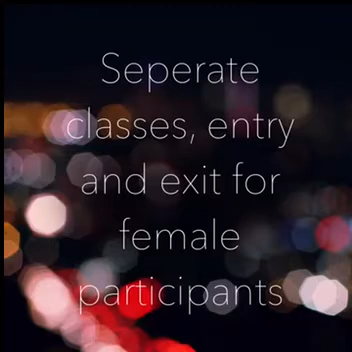 Seperate
classes, entry
and exit for
female
participants